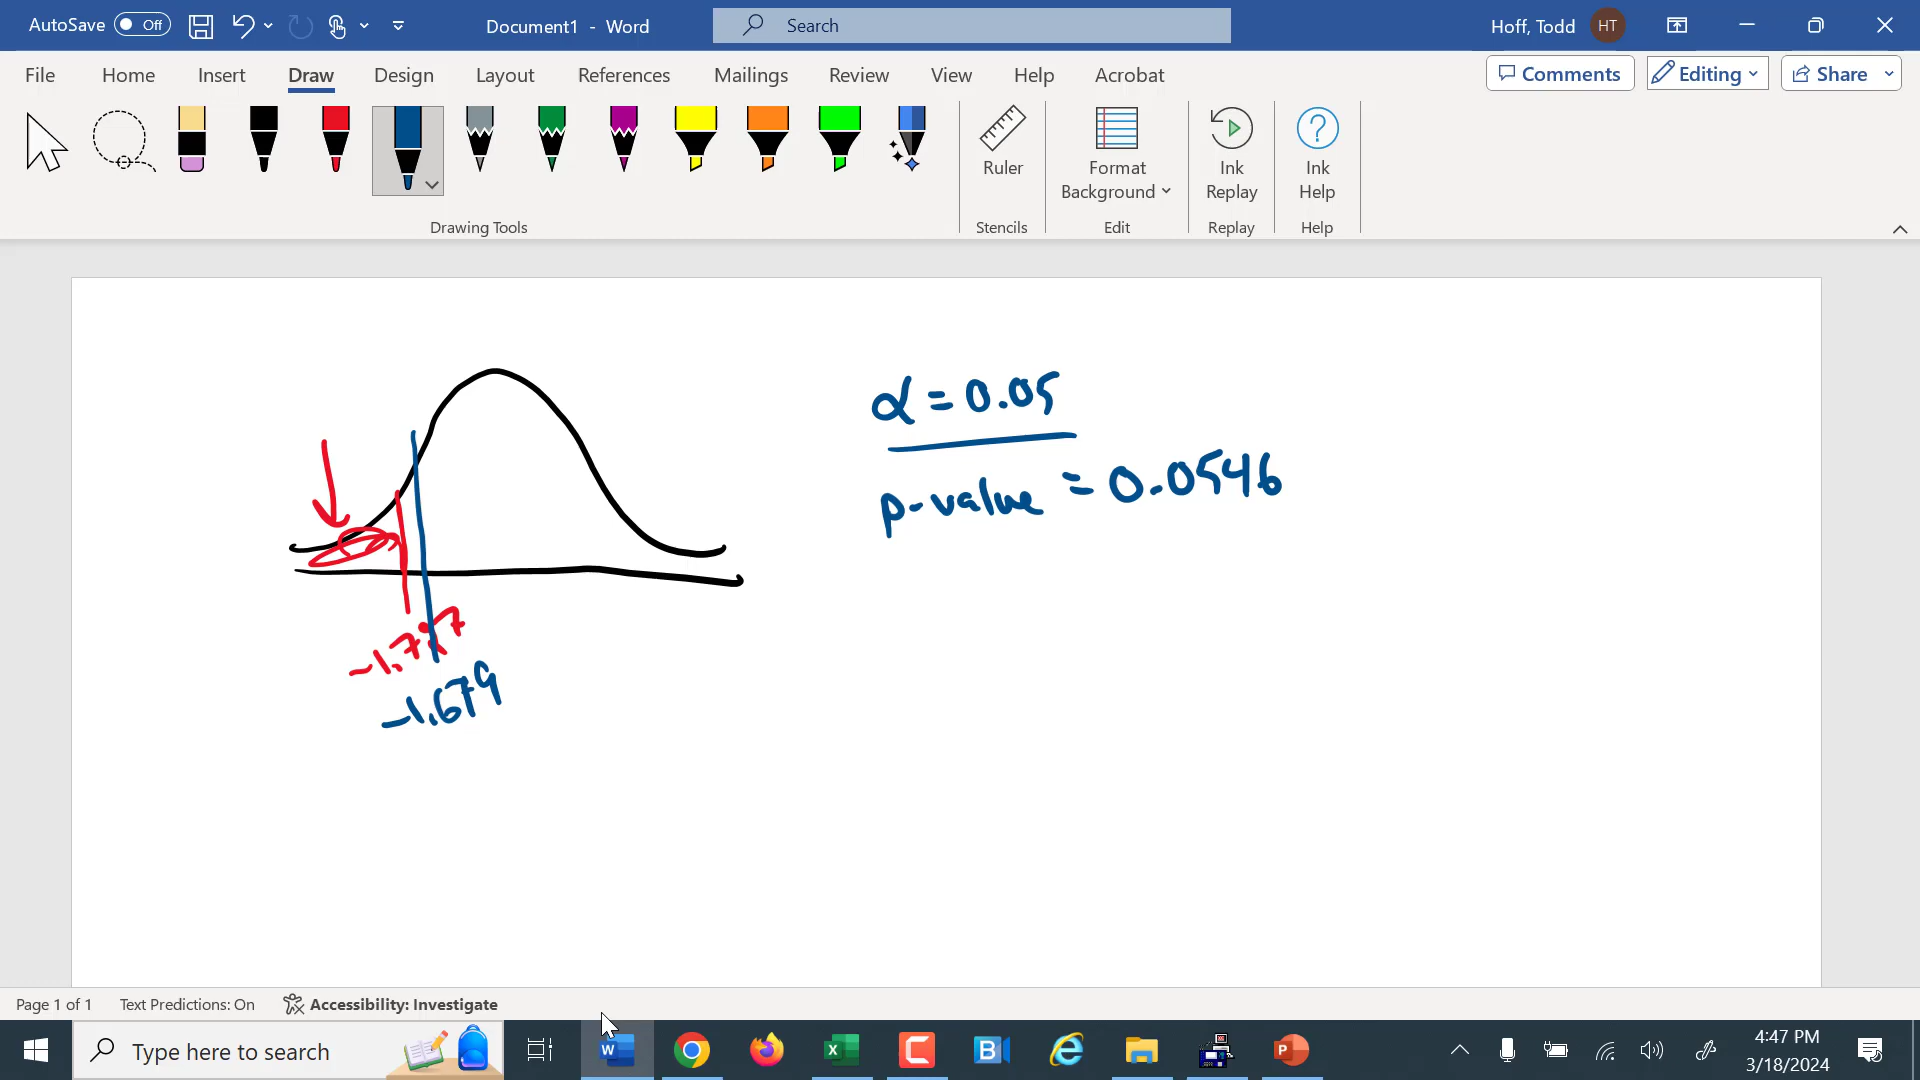 AutoSave Off Document1 - Word Search Hoff, Todd HT
File Home Insert Draw Design Layout References Mailings Review View Help Acrobat Comments Editing Share
Ruler Format Background Ink Replay Ink Help
Drawing Tools Stencils Edit Replay Help
α = 0.05
p-value = 0.0546
-1.679
Page 1 of 1 Text Predictions: On Accessibility: Investigate
Type here to search
4:47 PM
3/18/2024